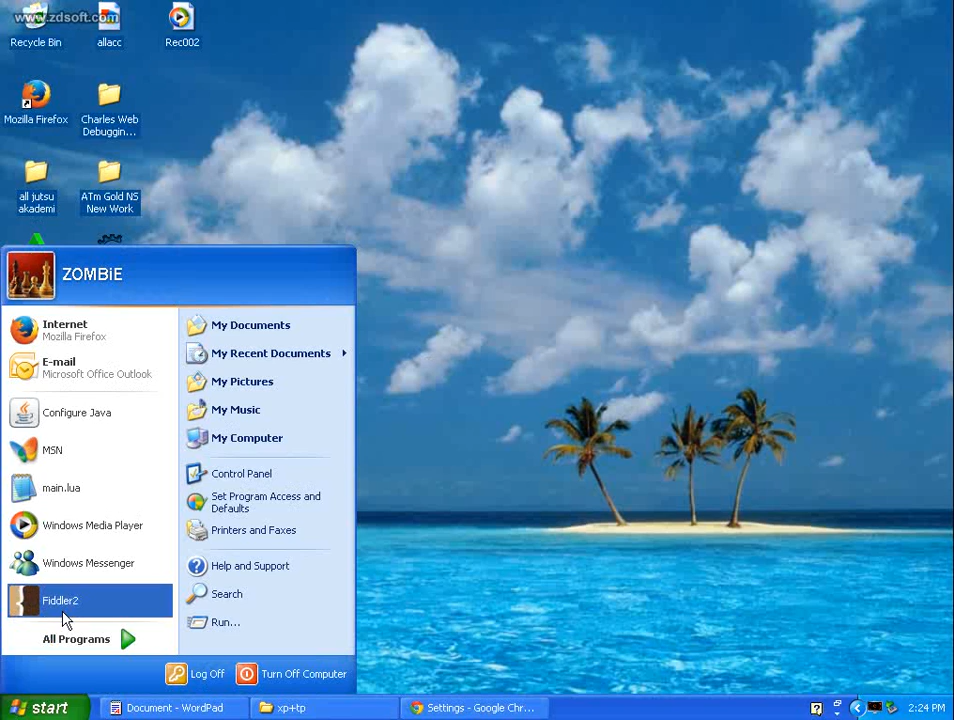 www.zdsoft.com
Recycle Bin
allacc
Rec002
Mozilla Firefox
Charles Web
Debuggin...
all jutsu
akademi
ATm Gold NS
New Work
ZOMBiE
Internet
Mozilla Firefox
E-mail
Microsoft Office Outlook
Configure Java
MSN
main.lua
Windows Media Player
Windows Messenger
Fiddler2
All Programs
My Documents
My Recent Documents
My Pictures
My Music
My Computer
Control Panel
Set Program Access and
Defaults
Printers and Faxes
Help and Support
Search
Run...
Log Off
Turn Off Computer
start
Document - WordPad
xp+tp
Settings - Google Chr...
2:24 PM